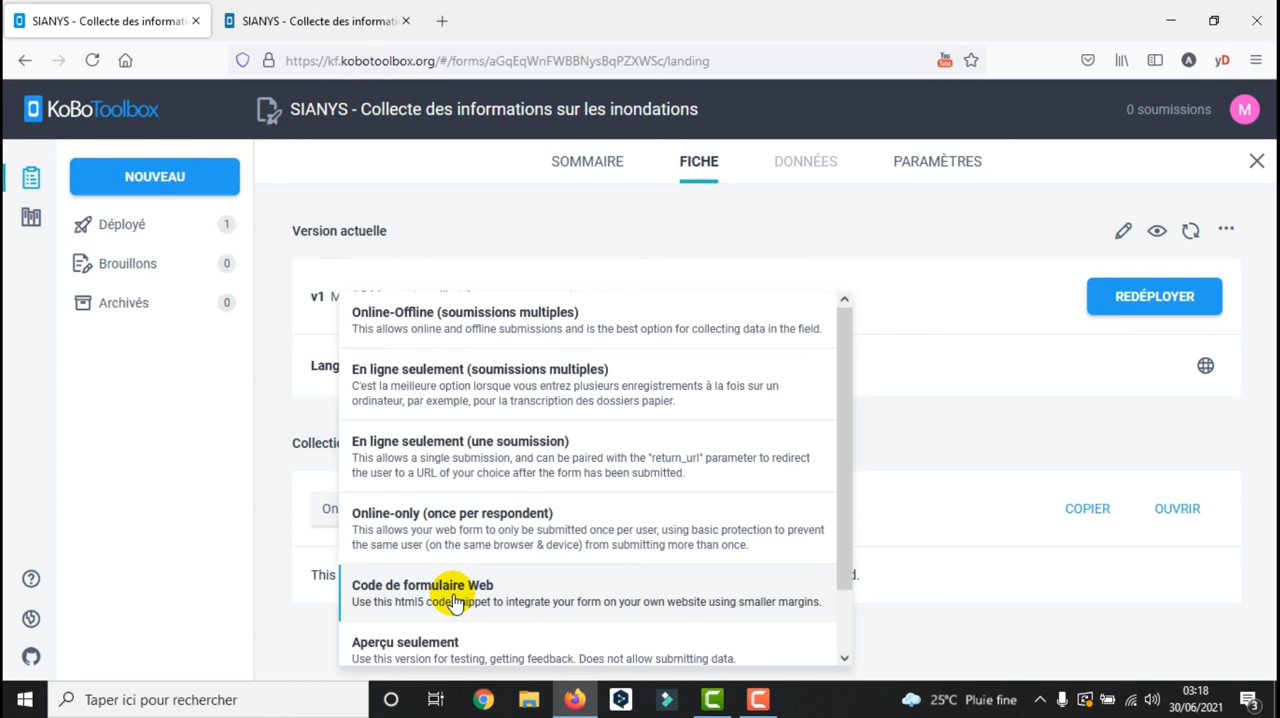 SIANYS - Collecte des informati
SIANYS - Collecte des informati
https://kf.kobotoolbox.org/#/forms/aGqEqWnFWBBNysBqPZXWSc/landing
You Tube
A
yD
KoBoToolbox
SIANYS - Collecte des informations sur les inondations
0 soumissions
M
NOUVEAU
SOMMAIRE
FICHE
DONNÉES
PARAMÈTRES
Déployé
1
Brouillons
0
Archivés
0
Version actuelle
v1
REDÉPLOYER
Lang
Online-Offline (soumissions multiples)
This allows online and offline submissions and is the best option for collecting data in the field.
En ligne seulement (soumissions multiples)
C'est la meilleure option lorsque vous entrez plusieurs enregistrements à la fois sur un
ordinateur, par exemple, pour la transcription des dossiers papier.
En ligne seulement (une soumission)
This allows a single submission, and can be paired with the "return_url" parameter to redirect
the user to a URL of your choice after the form has been submitted.
Online-only (once per respondent)
This allows your web form to only be submitted once per user, using basic protection to prevent
the same user (on the same browser & device) from submitting more than once.
Code de formulaire Web
Use this html5 code snippet to integrate your form on your own website using smaller margins.
Aperçu seulement
Use this version for testing, getting feedback. Does not allow submitting data.
Collectio
On
COPIER
OUVRIR
This
d.
Taper ici pour rechercher
25°C Pluie fine
03:18
30/06/2021
3